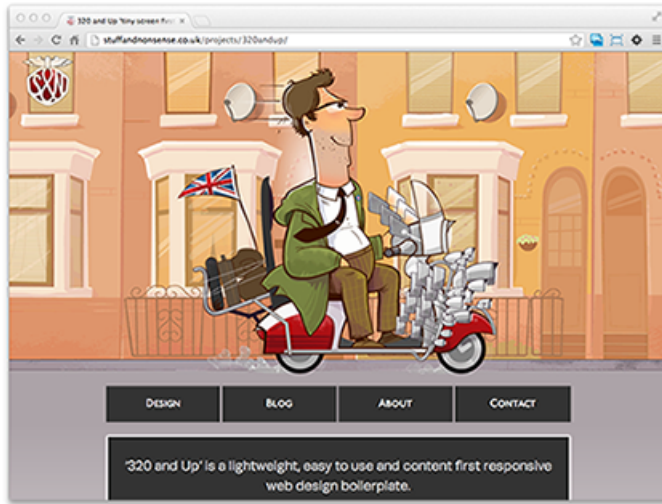 320 and Up 'tiny screen first'
stuffandnonsense.co.uk/projects/320andup/
DESIGN
BLOG
ABOUT
CONTACT
'320 and Up' is a lightweight, easy to use and content first responsive
web design boilerplate.